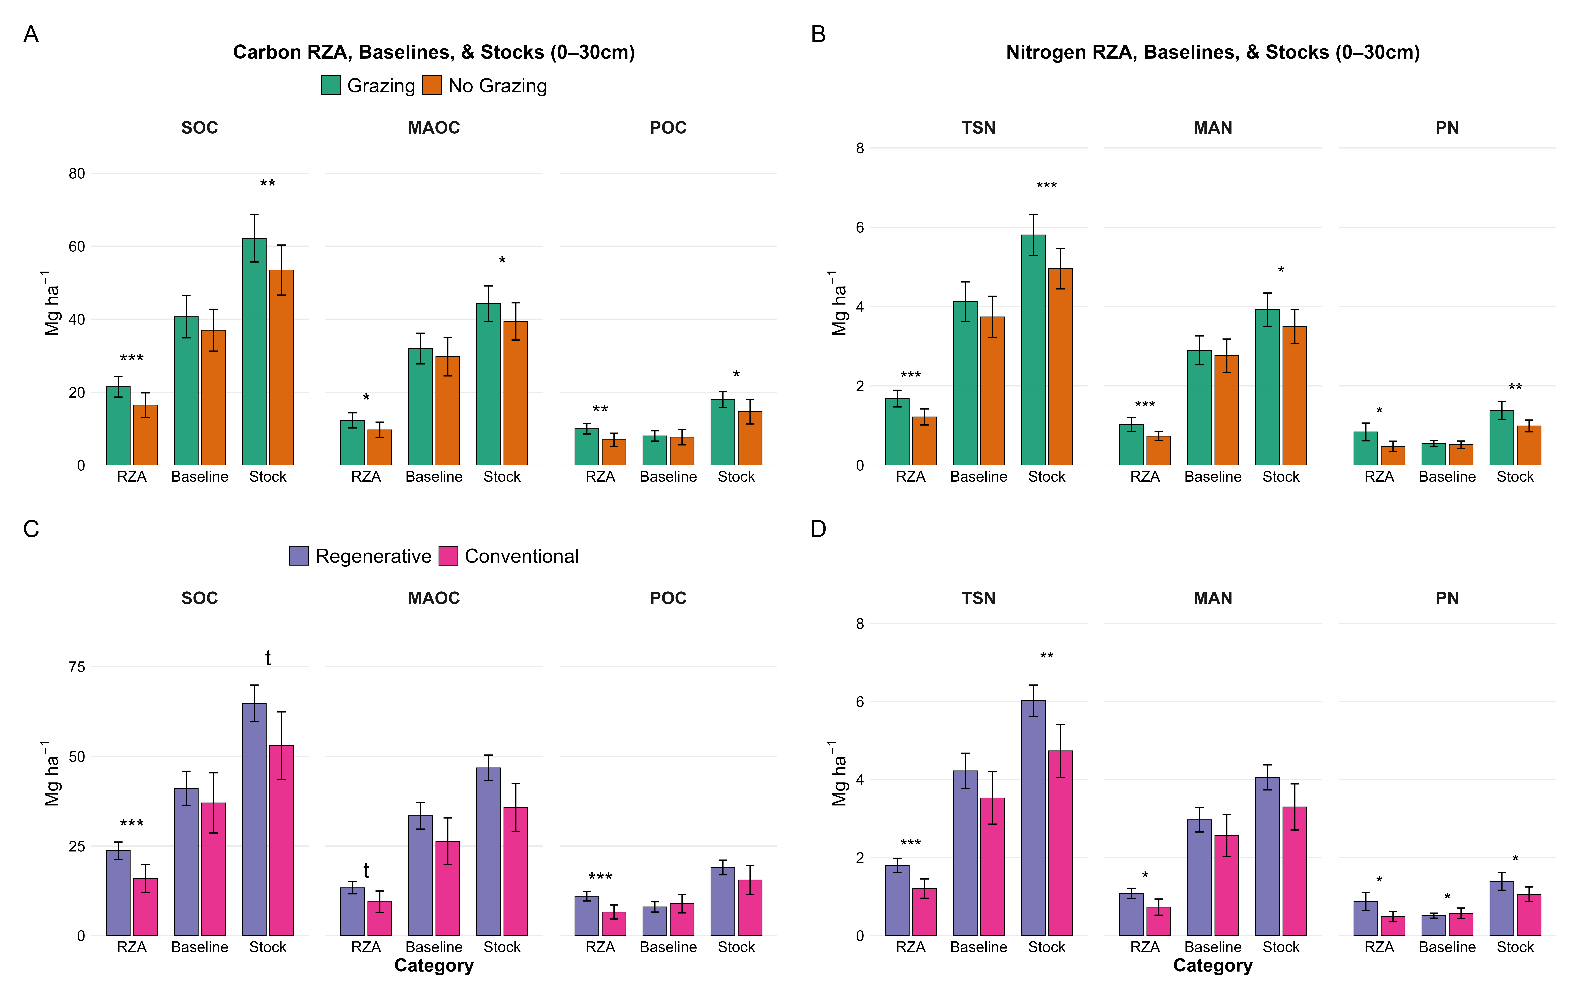 A
Carbon RZA, Baselines, & Stocks (0–30cm)
Grazing No Grazing
SOC MAOC POC
Mg ha⁻¹
80
60
40
20
0
*** ** * * ** *
RZA Baseline Stock RZA Baseline Stock RZA Baseline Stock
B
Nitrogen RZA, Baselines, & Stocks (0–30cm)
TSN MAN PN
Mg ha⁻¹
8
6
4
2
0
*** *** *** * * **
RZA Baseline Stock RZA Baseline Stock RZA Baseline Stock
C
Regenerative Conventional
SOC MAOC POC
Mg ha⁻¹
75
50
25
0
*** ƫ ƫ ***
RZA Baseline Stock RZA Baseline Stock RZA Baseline Stock
Category
D
TSN MAN PN
Mg ha⁻¹
8
6
4
2
0
*** ** * * * *
RZA Baseline Stock RZA Baseline Stock RZA Baseline Stock
Category